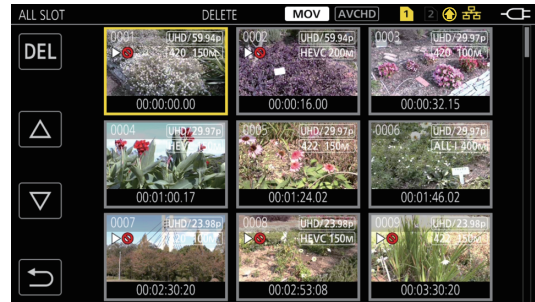 ALL SLOT DELETE MOV AVCHD 1 2
DEL
0001 UHD/59.94p
420 150M
00:00:00.00
0002 UHD/59.94p
HEVC 200M
00:00:16.00
0003 UHD/29.97p
420 100M
00:00:32.15
0004 UHD/29.97p
HEVC
00:01:00.17
0005 UHD/29.97p
422 150M
00:01:24.02
0006 UHD/29.97p
ALL-I 400M
00:01:46.02
0007 UHD/23.98p
420 100M
00:02:30:20
0008 UHD/23.98p
HEVC 150M
00:02:53:08
0009 UHD/23.98p
422 150M
00:03:30:20